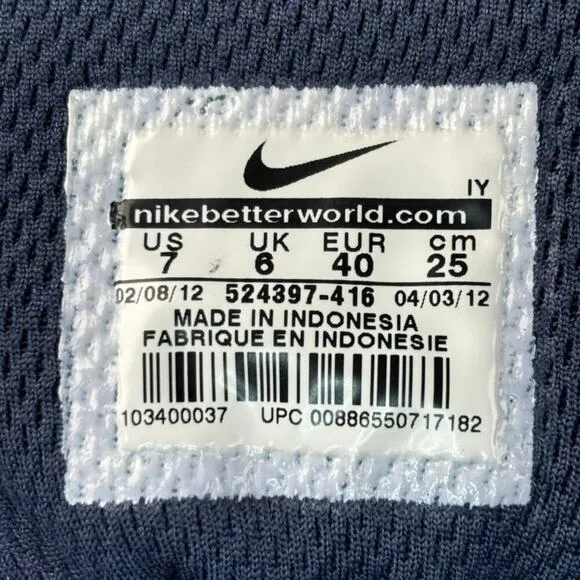 IY
nikebetterworld.com
US UK EUR cm
7 6 40 25
02/08/12 524397-416 04/03/12
MADE IN INDONESIA
FABRIQUE EN INDONESIE
103400037 UPC 00886550717182